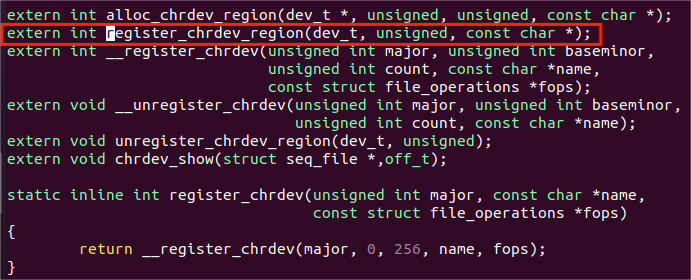 extern int alloc_chrdev_region(dev_t *, unsigned, unsigned, const char *);
extern int register_chrdev_region(dev_t, unsigned, const char *);
extern int __register_chrdev(unsigned int major, unsigned int baseminor,
                             unsigned int count, const char *name,
                             const struct file_operations *fops);
extern void __unregister_chrdev(unsigned int major, unsigned int baseminor,
                                unsigned int count, const char *name);
extern void unregister_chrdev_region(dev_t, unsigned);
extern void chrdev_show(struct seq_file *,off_t);

static inline int register_chrdev(unsigned int major, const char *name,
                                  const struct file_operations *fops)
{
        return __register_chrdev(major, 0, 256, name, fops);
}